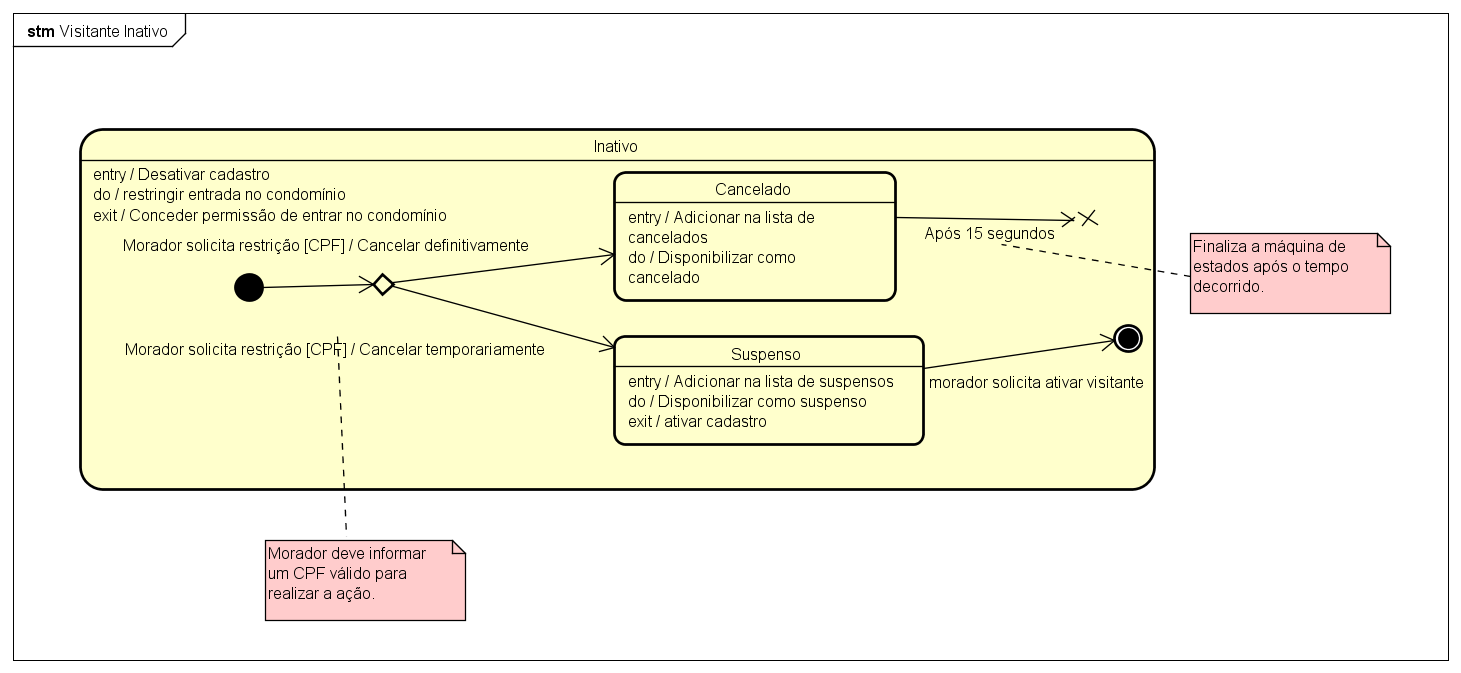 stm Visitante Inativo
Inativo
entry / Desativar cadastro
do / restringir entrada no condomínio
exit / Conceder permissão de entrar no condomínio
Morador solicita restrição [CPF] / Cancelar definitivamente
Morador solicita restrição [CPF] / Cancelar temporariamente
Cancelado
entry / Adicionar na lista de
cancelados
do / Disponibilizar como
cancelado
Após 15 segundos
Finaliza a máquina de
estados após o tempo
decorrido.
Suspenso
entry / Adicionar na lista de suspensos
do / Disponibilizar como suspenso
exit / ativar cadastro
morador solicita ativar visitante
Morador deve informar
um CPF válido para
realizar a ação.